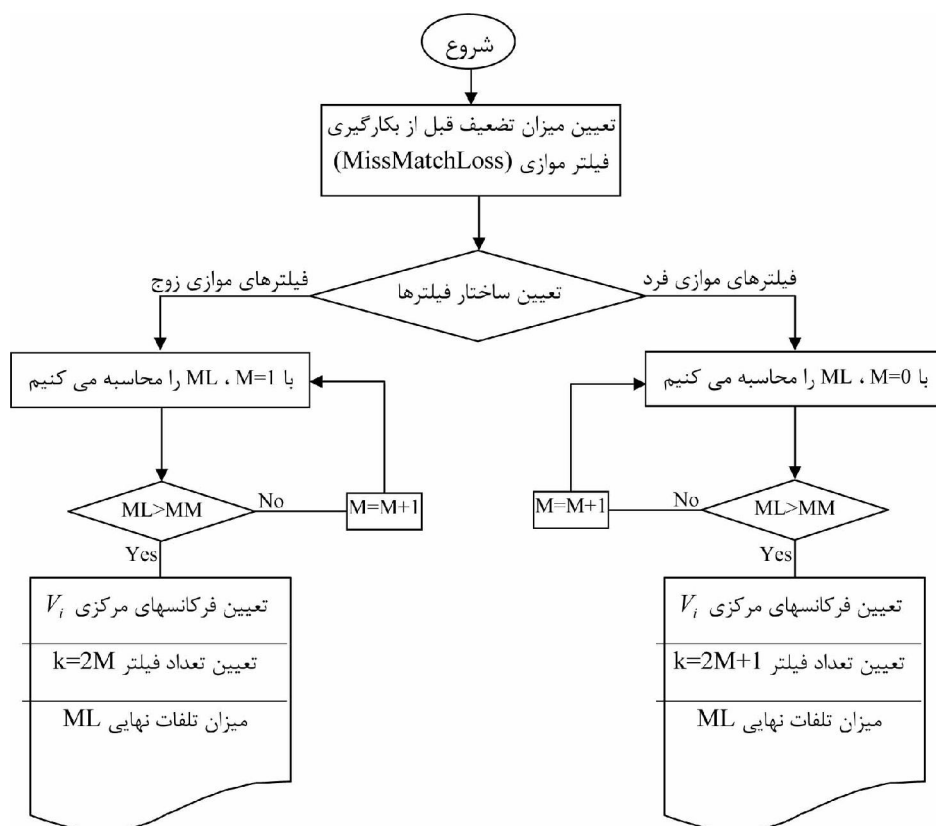 شروع
تعیین میزان تضعیف قبل از بکارگیری
فیلتر موازی (MissMatchLoss)
تعیین ساختار فیلترها
فیلترهای موازی فرد
فیلترهای موازی زوج
با M=0 ، ML را محاسبه می کنیم
ML>MM
No
M=M+1
Yes
تعیین فرکانسهای مرکزی Vi
تعیین تعداد فیلتر k=2M+1
میزان تلفات نهایی ML
با M=1 ، ML را محاسبه می کنیم
ML>MM
No
M=M+1
Yes
تعیین فرکانسهای مرکزی Vi
تعیین تعداد فیلتر k=2M
میزان تلفات نهایی ML